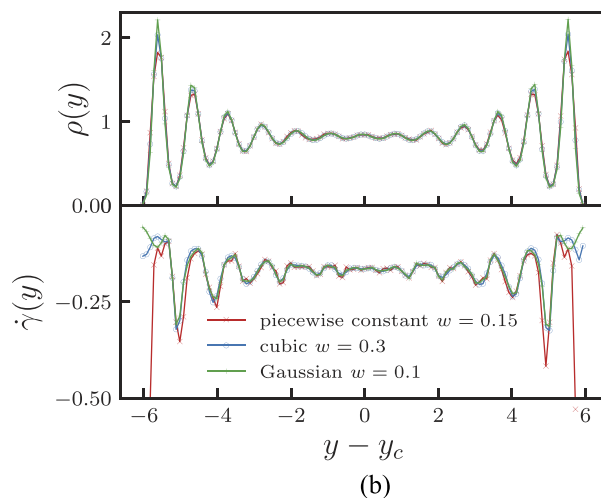 2
ρ(y)
1
0.00
−0.25
γ̇(y)
piecewise constant w = 0.15
cubic w = 0.3
Gaussian w = 0.1
−0.50
−6 −4 −2 0 2 4 6
y − y_c
(b)